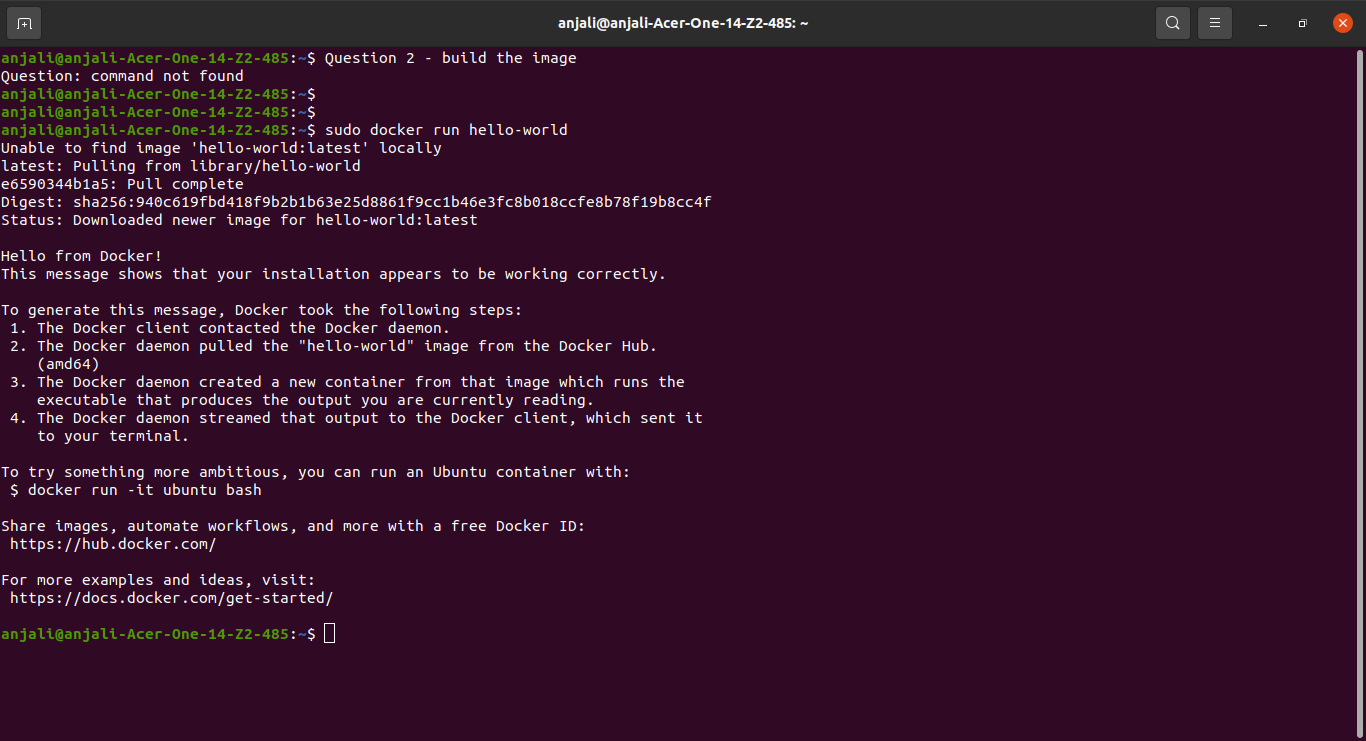 anjali@anjali-Acer-One-14-Z2-485: ~
anjali@anjali-Acer-One-14-Z2-485:~$ Question 2 - build the image
Question: command not found
anjali@anjali-Acer-One-14-Z2-485:~$
anjali@anjali-Acer-One-14-Z2-485:~$
anjali@anjali-Acer-One-14-Z2-485:~$ sudo docker run hello-world
Unable to find image 'hello-world:latest' locally
latest: Pulling from library/hello-world
e6590344b1a5: Pull complete
Digest: sha256:940c619fbd418f9b2b1b63e25d8861f9cc1b46e3fc8b018ccfe8b78f19b8cc4f
Status: Downloaded newer image for hello-world:latest

Hello from Docker!
This message shows that your installation appears to be working correctly.

To generate this message, Docker took the following steps:
 1. The Docker client contacted the Docker daemon.
 2. The Docker daemon pulled the "hello-world" image from the Docker Hub.
    (amd64)
 3. The Docker daemon created a new container from that image which runs the
    executable that produces the output you are currently reading.
 4. The Docker daemon streamed that output to the Docker client, which sent it
    to your terminal.

To try something more ambitious, you can run an Ubuntu container with:
 $ docker run -it ubuntu bash

Share images, automate workflows, and more with a free Docker ID:
 https://hub.docker.com/

For more examples and ideas, visit:
 https://docs.docker.com/get-started/

anjali@anjali-Acer-One-14-Z2-485:~$